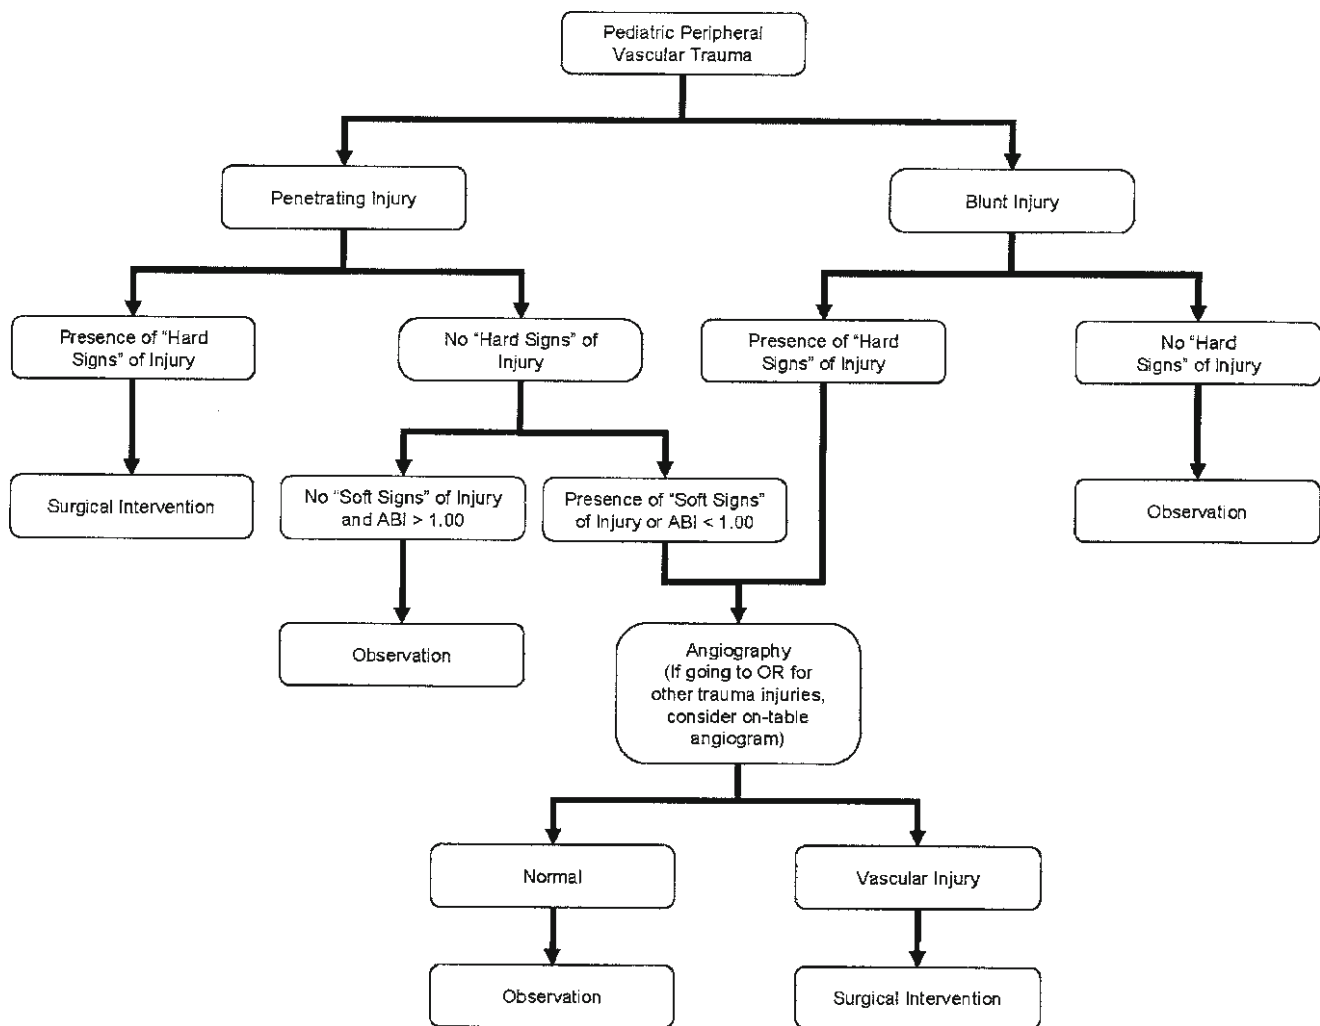 Pediatric Peripheral
Vascular Trauma
Penetrating Injury
Blunt Injury
Presence of “Hard
Signs” of Injury
No “Hard Signs” of
Injury
Presence of “Hard
Signs” of Injury
No “Hard
Signs” of Injury
Surgical Intervention
No “Soft Signs” of Injury
and ABI > 1.00
Presence of “Soft Signs”
of Injury or ABI < 1.00
Observation
Observation
Angiography
(If going to OR for
other trauma injuries,
consider on-table
angiogram)
Normal
Vascular Injury
Observation
Surgical Intervention